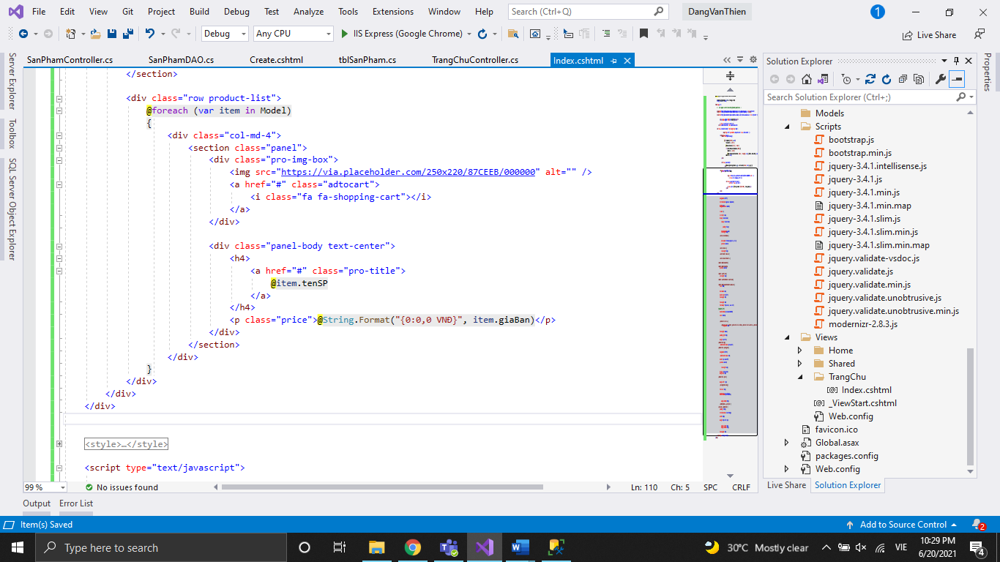 File Edit View Git Project Build Debug Test Analyze Tools Extensions Window Help Search (Ctrl+Q) DangVanThien 1
Debug Any CPU IIS Express (Google Chrome) Live Share
Server Explorer
Toolbox
SQL Server Object Explorer
SanPhamController.cs SanPhamDAO.cs Create.cshtml tblSanPham.cs TrangChuController.cs Index.cshtml
</section>
<div class="row product-list">
@foreach (var item in Model)
{
<div class="col-md-4">
<section class="panel">
<div class="pro-img-box">
<img src="https://via.placeholder.com/250x220/87CEEB/000000" alt="" />
<a href="#" class="adtocart">
<i class="fa fa-shopping-cart"></i>
</a>
</div>
<div class="panel-body text-center">
<h4>
<a href="#" class="pro-title">
@item.tenSP
</a>
</h4>
<p class="price">@String.Format("{0:0,0 VNĐ}", item.giaBan)</p>
</div>
</section>
</div>
}
</div>
</div>
</div>
<style>…</style>
<script type="text/javascript">
99 % No issues found Ln: 110 Ch: 5 SPC CRLF
Solution Explorer
Search Solution Explorer (Ctrl+;)
Models
Scripts
bootstrap.js
bootstrap.min.js
jquery-3.4.1.intellisense.js
jquery-3.4.1.js
jquery-3.4.1.min.js
jquery-3.4.1.min.map
jquery-3.4.1.slim.js
jquery-3.4.1.slim.min.js
jquery-3.4.1.slim.min.map
jquery.validate-vsdoc.js
jquery.validate.js
jquery.validate.min.js
jquery.validate.unobtrusive.js
jquery.validate.unobtrusive.min.js
modernizr-2.8.3.js
Views
Home
Shared
TrangChu
Index.cshtml
_ViewStart.cshtml
Web.config
favicon.ico
Global.asax
packages.config
Web.config
Live Share Solution Explorer
Properties
Output Error List
Item(s) Saved Add to Source Control 2
Type here to search 30°C Mostly clear VIE 10:29 PM
6/20/2021 4